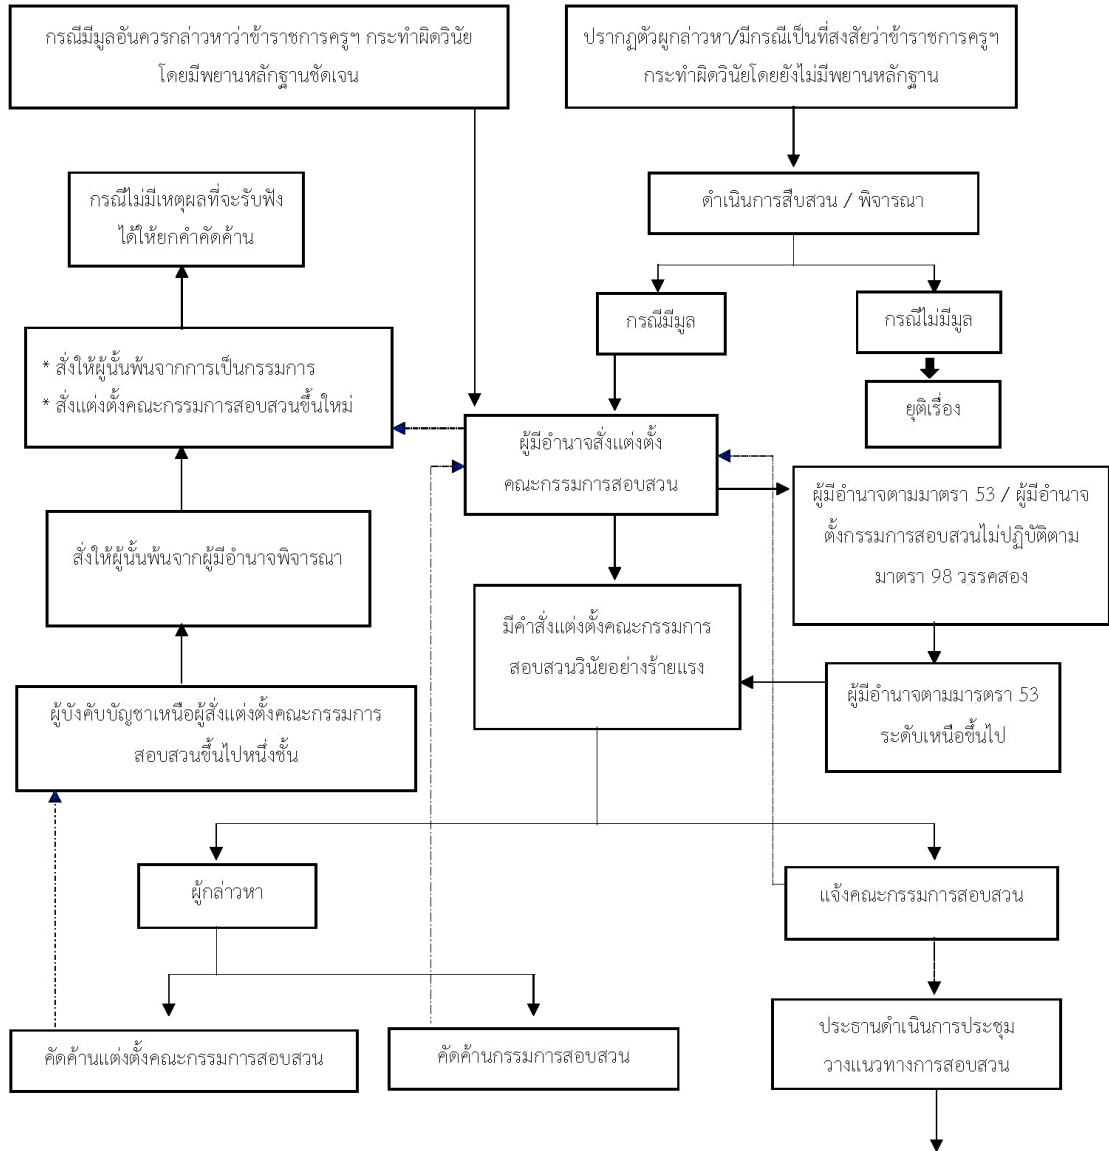 กรณีมีมูลอันควรกล่าวหาว่าข้าราชการครูฯ กระทำผิดวินัย
โดยมีพยานหลักฐานชัดเจน
ปรากฏตัวผูกล่าวหา/มีกรณีเป็นที่สงสัยว่าข้าราชการครูฯ
กระทำผิดวินัยโดยยังไม่มีพยานหลักฐาน
กรณีไม่มีเหตุผลที่จะรับฟัง
ได้ให้ยกคำคัดค้าน
ดำเนินการสืบสวน / พิจารณา
กรณีมีมูล
กรณีไม่มีมูล
* สั่งให้ผู้นั้นพ้นจากการเป็นกรรมการ
* สั่งแต่งตั้งคณะกรรมการสอบสวนขึ้นใหม่
ยุติเรื่อง
ผู้มีอำนาจสั่งแต่งตั้ง
คณะกรรมการสอบสวน
ผู้มีอำนาจตามมาตรา 53 / ผู้มีอำนาจ
ตั้งกรรมการสอบสวนไม่ปฏิบัติตาม
มาตรา 98 วรรคสอง
สั่งให้ผู้นั้นพ้นจากผู้มีอำนาจพิจารณา
มีคำสั่งแต่งตั้งคณะกรรมการ
สอบสวนวินัยอย่างร้ายแรง
ผู้มีอำนาจตามมารตรา 53
ระดับเหนือขึ้นไป
ผู้บังคับบัญชาเหนือผู้สั่งแต่งตั้งคณะกรรมการ
สอบสวนขึ้นไปหนึ่งชั้น
ผู้กล่าวหา
แจ้งคณะกรรมการสอบสวน
คัดค้านแต่งตั้งคณะกรรมการสอบสวน
คัดค้านกรรมการสอบสวน
ประธานดำเนินการประชุม
วางแนวทางการสอบสวน